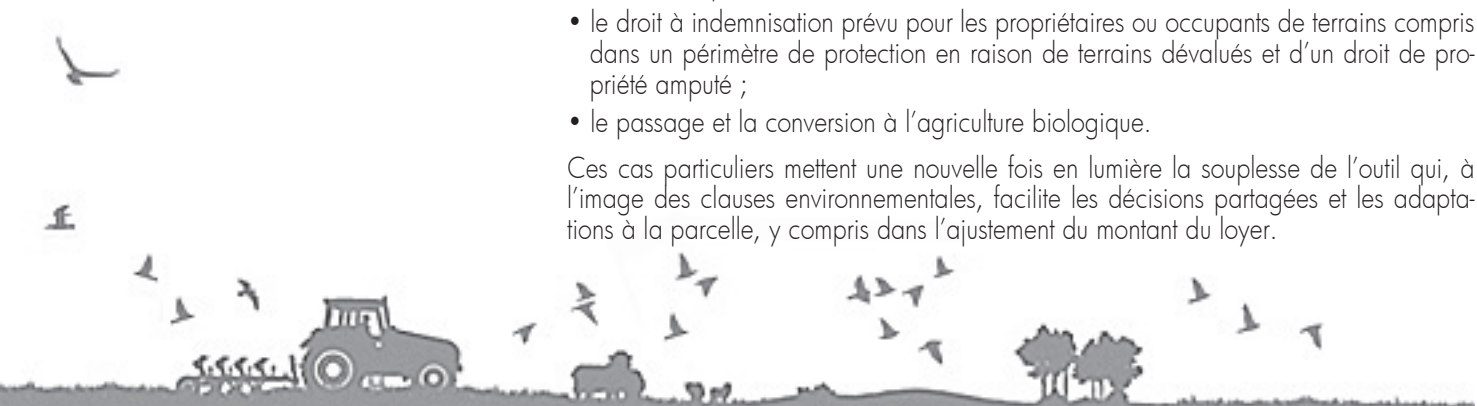 • le droit à indemnisation prévu pour les propriétaires ou occupants de terrains compris
dans un périmètre de protection en raison de terrains dévalués et d'un droit de pro-
priété amputé ;
• le passage et la conversion à l'agriculture biologique.
Ces cas particuliers mettent une nouvelle fois en lumière la souplesse de l'outil qui, à
l'image des clauses environnementales, facilite les décisions partagées et les adapta-
tions à la parcelle, y compris dans l'ajustement du montant du loyer.